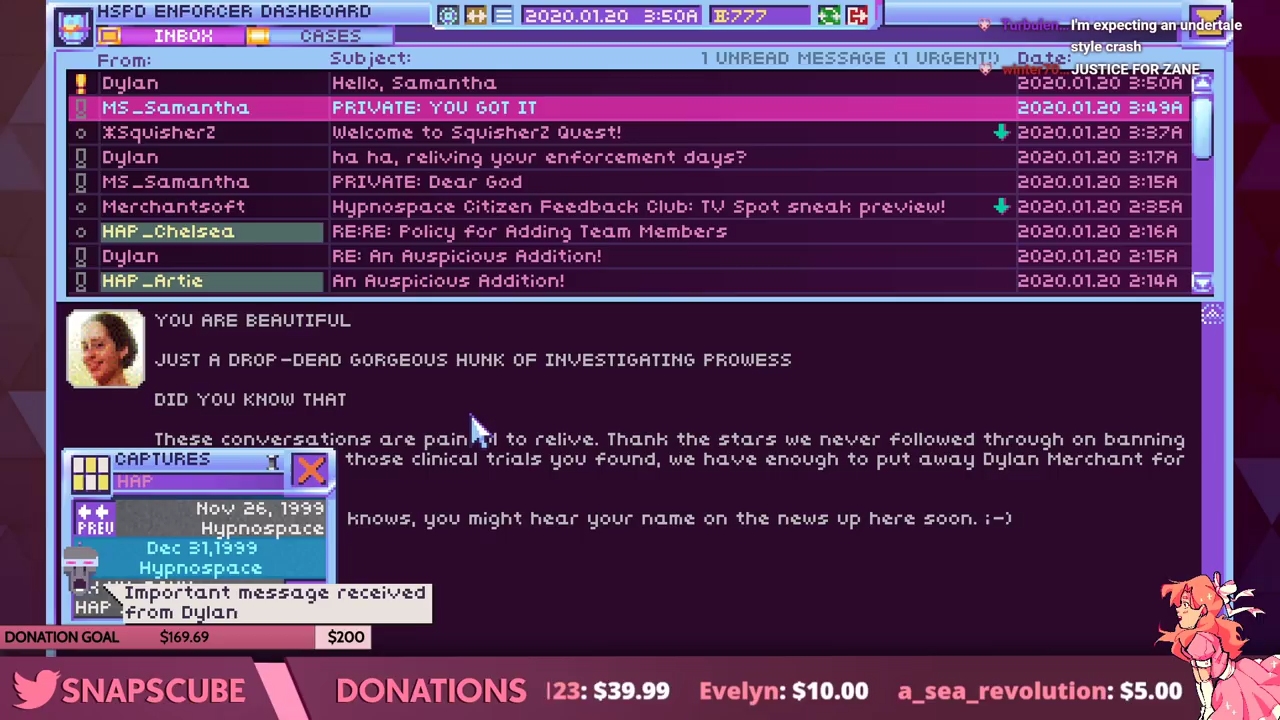 HSPD ENFORCER DASHBOARD
2020.01.20 3:50A
777
INBOX
CASES
I'm expecting an undertale
style crash
JUSTICE FOR ZANE
From:
Subject:
1 UNREAD MESSAGE (1 URGENT!)
Date:
Dylan Hello, Samantha 2020.01.20 3:50A
MS_Samantha PRIVATE: YOU GOT IT 2020.01.20 3:49A
ӿSquisherZ Welcome to SquisherZ Quest! 2020.01.20 3:37A
Dylan ha ha, reliving your enforcement days? 2020.01.20 3:17A
MS_Samantha PRIVATE: Dear God 2020.01.20 3:15A
Merchantsoft Hypnospace Citizen Feedback Club: TV Spot sneak preview! 2020.01.20 2:35A
HAP_Chelsea RE:RE: Policy for Adding Team Members 2020.01.20 2:16A
Dylan RE: An Auspicious Addition! 2020.01.20 2:15A
HAP_Artie An Auspicious Addition! 2020.01.20 2:14A
YOU ARE BEAUTIFUL
JUST A DROP-DEAD GORGEOUS HUNK OF INVESTIGATING PROWESS
DID YOU KNOW THAT
These conversations are painful to relive. Thank the stars we never followed through on banning
those clinical trials you found, we have enough to put away Dylan Merchant for
knows, you might hear your name on the news up here soon. ;-)
CAPTURES
HAP
PREV
Nov 26, 1999
Hypnospace
Dec 31,1999
Hypnospace
HAP
Important message received
from Dylan
DONATION GOAL $169.69 $200
SNAPSCUBE DONATIONS 23: $39.99 Evelyn: $10.00 a_sea_revolution: $5.00